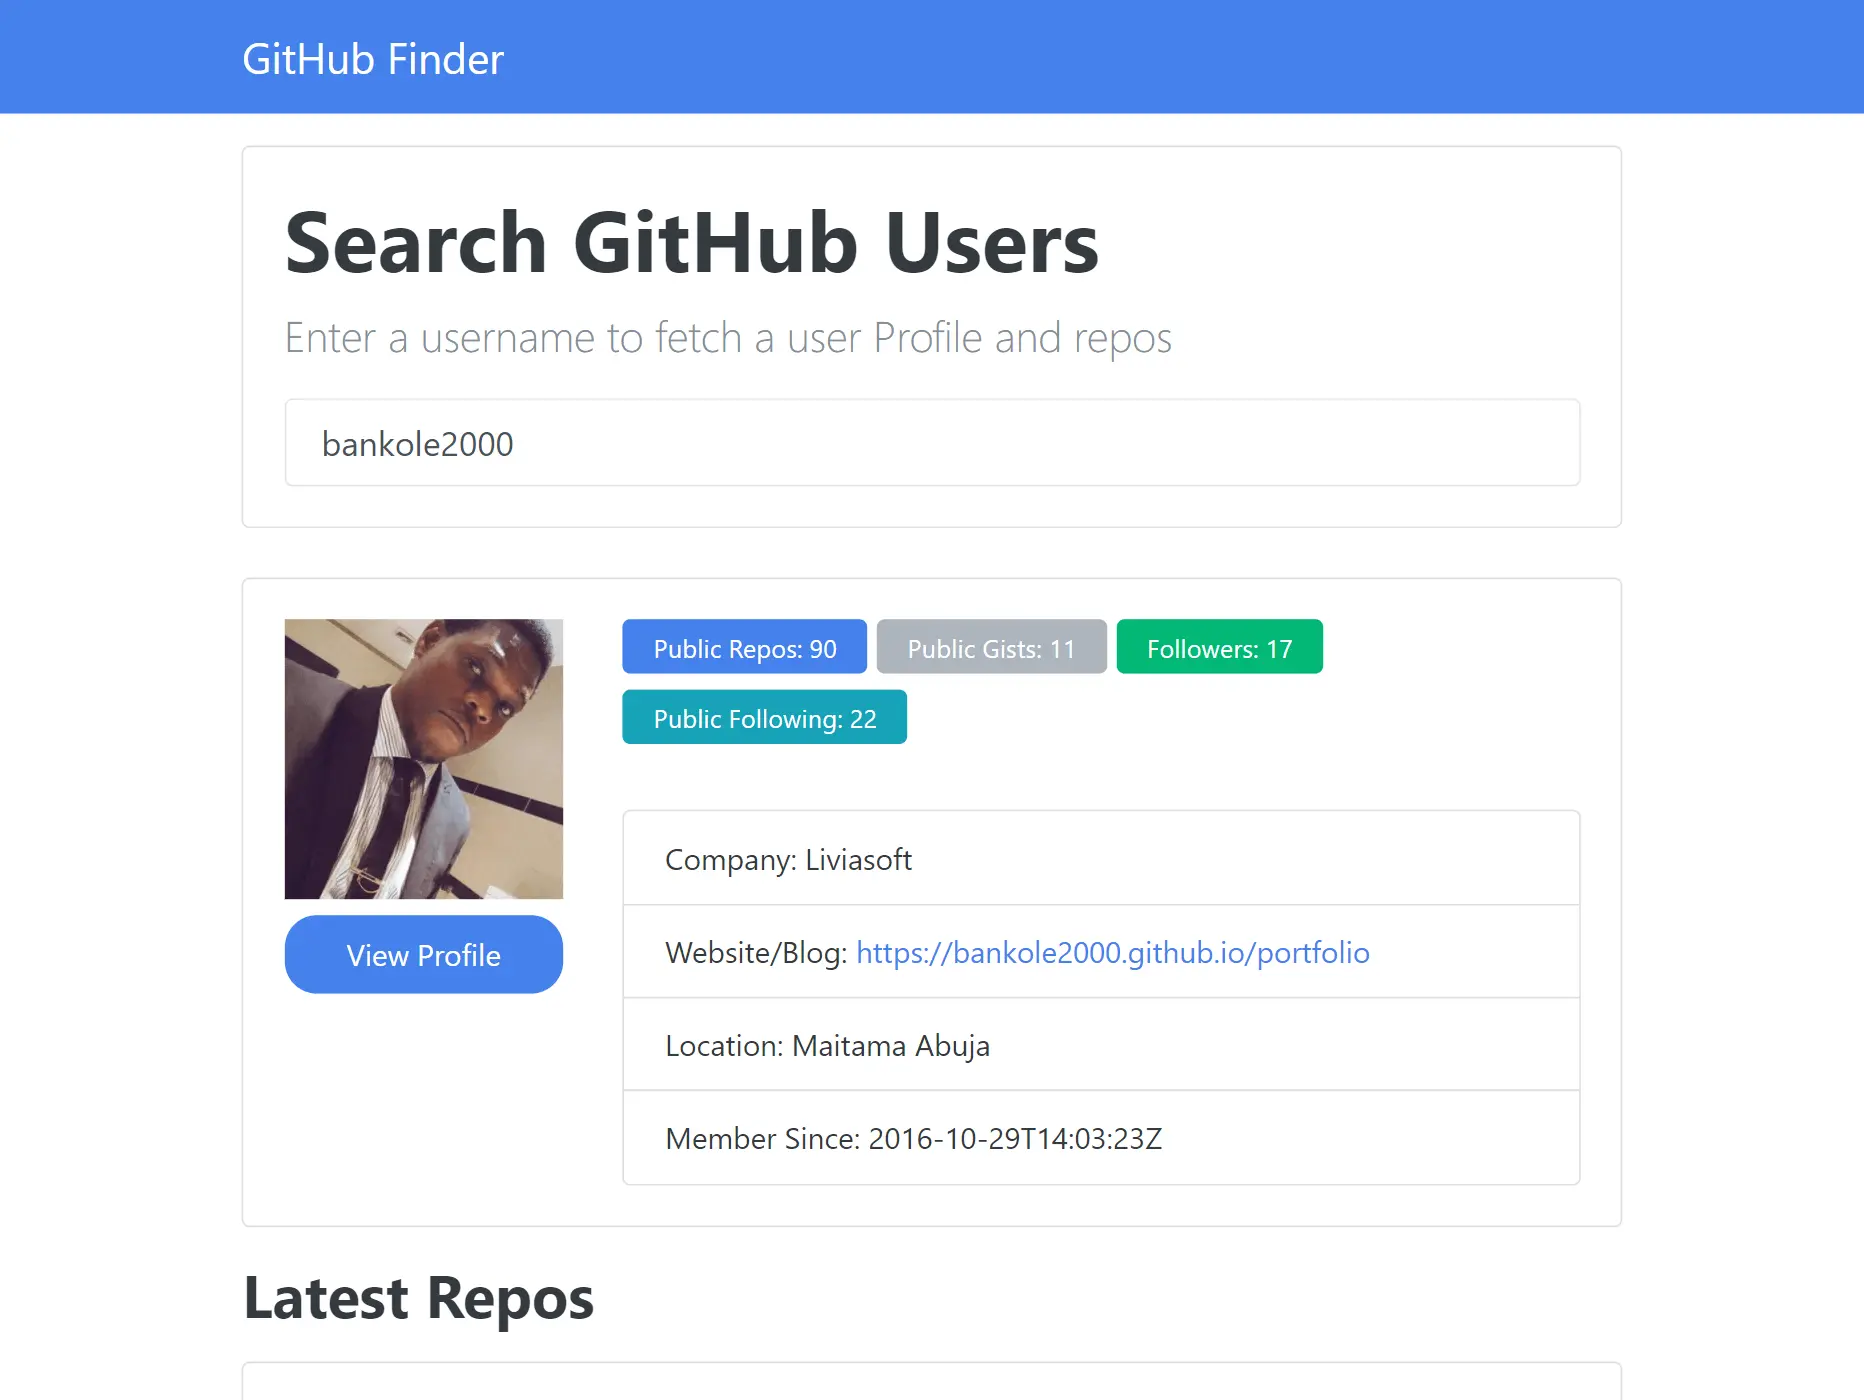 GitHub Finder
Search GitHub Users
Enter a username to fetch a user Profile and repos
bankole2000
Public Repos: 90 Public Gists: 11 Followers: 17
Public Following: 22
View Profile
Company: Liviasoft
Website/Blog: https://bankole2000.github.io/portfolio
Location: Maitama Abuja
Member Since: 2016-10-29T14:03:23Z
Latest Repos